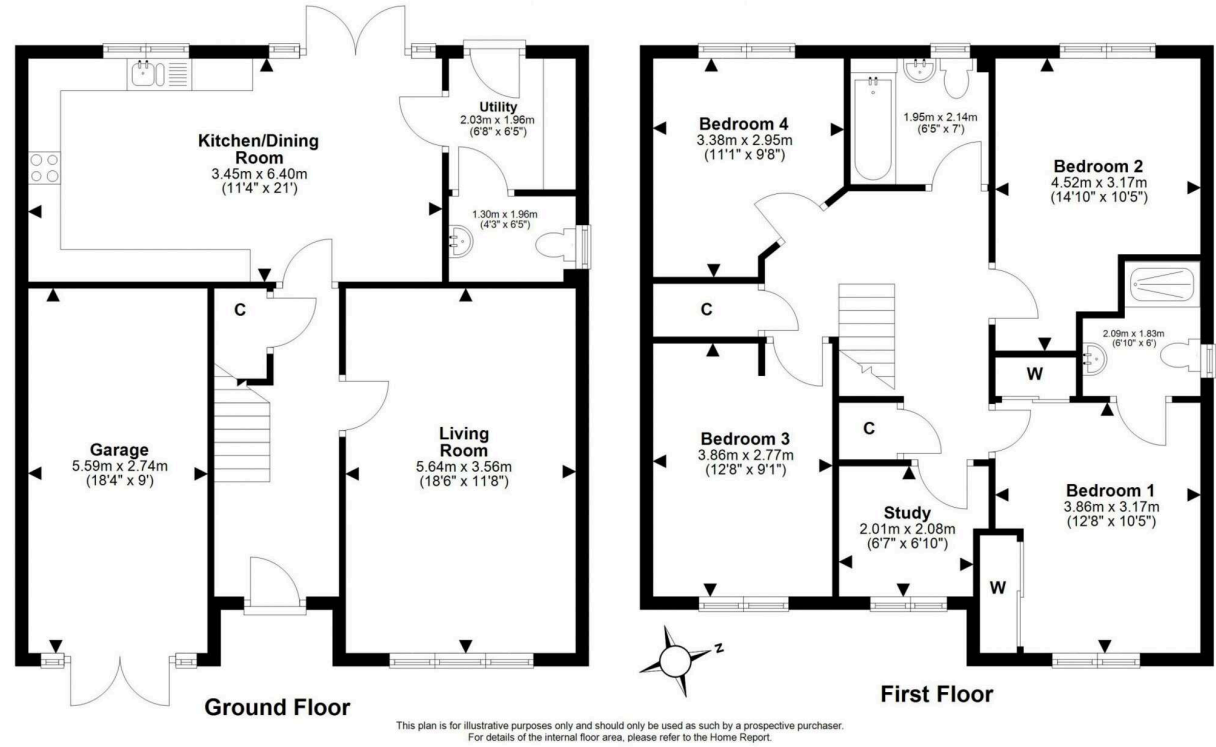 Kitchen/Dining
Room
3.45m x 6.40m
(11'4" x 21')
Utility
2.03m x 1.96m
(6'8" x 6'5")
1.30m x 1.96m
(4'3" x 6'5")
C
Garage
5.59m x 2.74m
(18'4" x 9')
Living
Room
5.64m x 3.56m
(18'6" x 11'8")
Ground Floor
Bedroom 4
3.38m x 2.95m
(11'1" x 9'8")
1.95m x 2.14m
(6'5" x 7')
Bedroom 2
4.52m x 3.17m
(14'10" x 10'5")
C
2.09m x 1.83m
(6'10" x 6')
W
Bedroom 3
3.86m x 2.77m
(12'8" x 9'1")
C
Study
2.01m x 2.08m
(6'7" x 6'10")
Bedroom 1
3.86m x 3.17m
(12'8" x 10'5")
W
N
First Floor
This plan is for illustrative purposes only and should only be used as such by a prospective purchaser.
For details of the internal floor area, please refer to the Home Report.